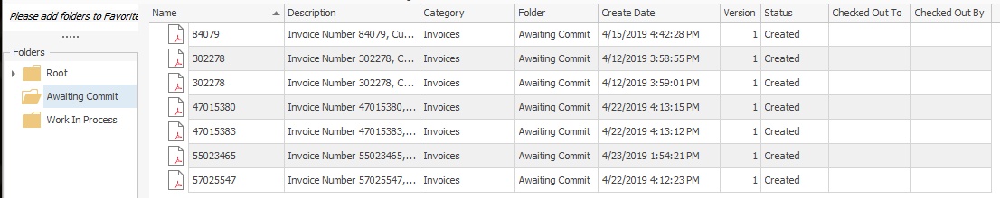 Please add folders to Favorite
Folders
Root
Awaiting Commit
Work In Process
Name Description Category Folder Create Date Version Status Checked Out To Checked Out By
84079 Invoice Number 84079, Cu... Invoices Awaiting Commit 4/15/2019 4:42:28 PM 1 Created
302278 Invoice Number 302278, C... Invoices Awaiting Commit 4/12/2019 3:58:55 PM 1 Created
302278 Invoice Number 302278, C... Invoices Awaiting Commit 4/12/2019 3:59:01 PM 1 Created
47015380 Invoice Number 47015380,... Invoices Awaiting Commit 4/22/2019 4:13:15 PM 1 Created
47015383 Invoice Number 47015383,... Invoices Awaiting Commit 4/22/2019 4:13:12 PM 1 Created
55023465 Invoice Number 55023465,... Invoices Awaiting Commit 4/23/2019 1:54:21 PM 1 Created
57025547 Invoice Number 57025547,... Invoices Awaiting Commit 4/22/2019 4:12:23 PM 1 Created